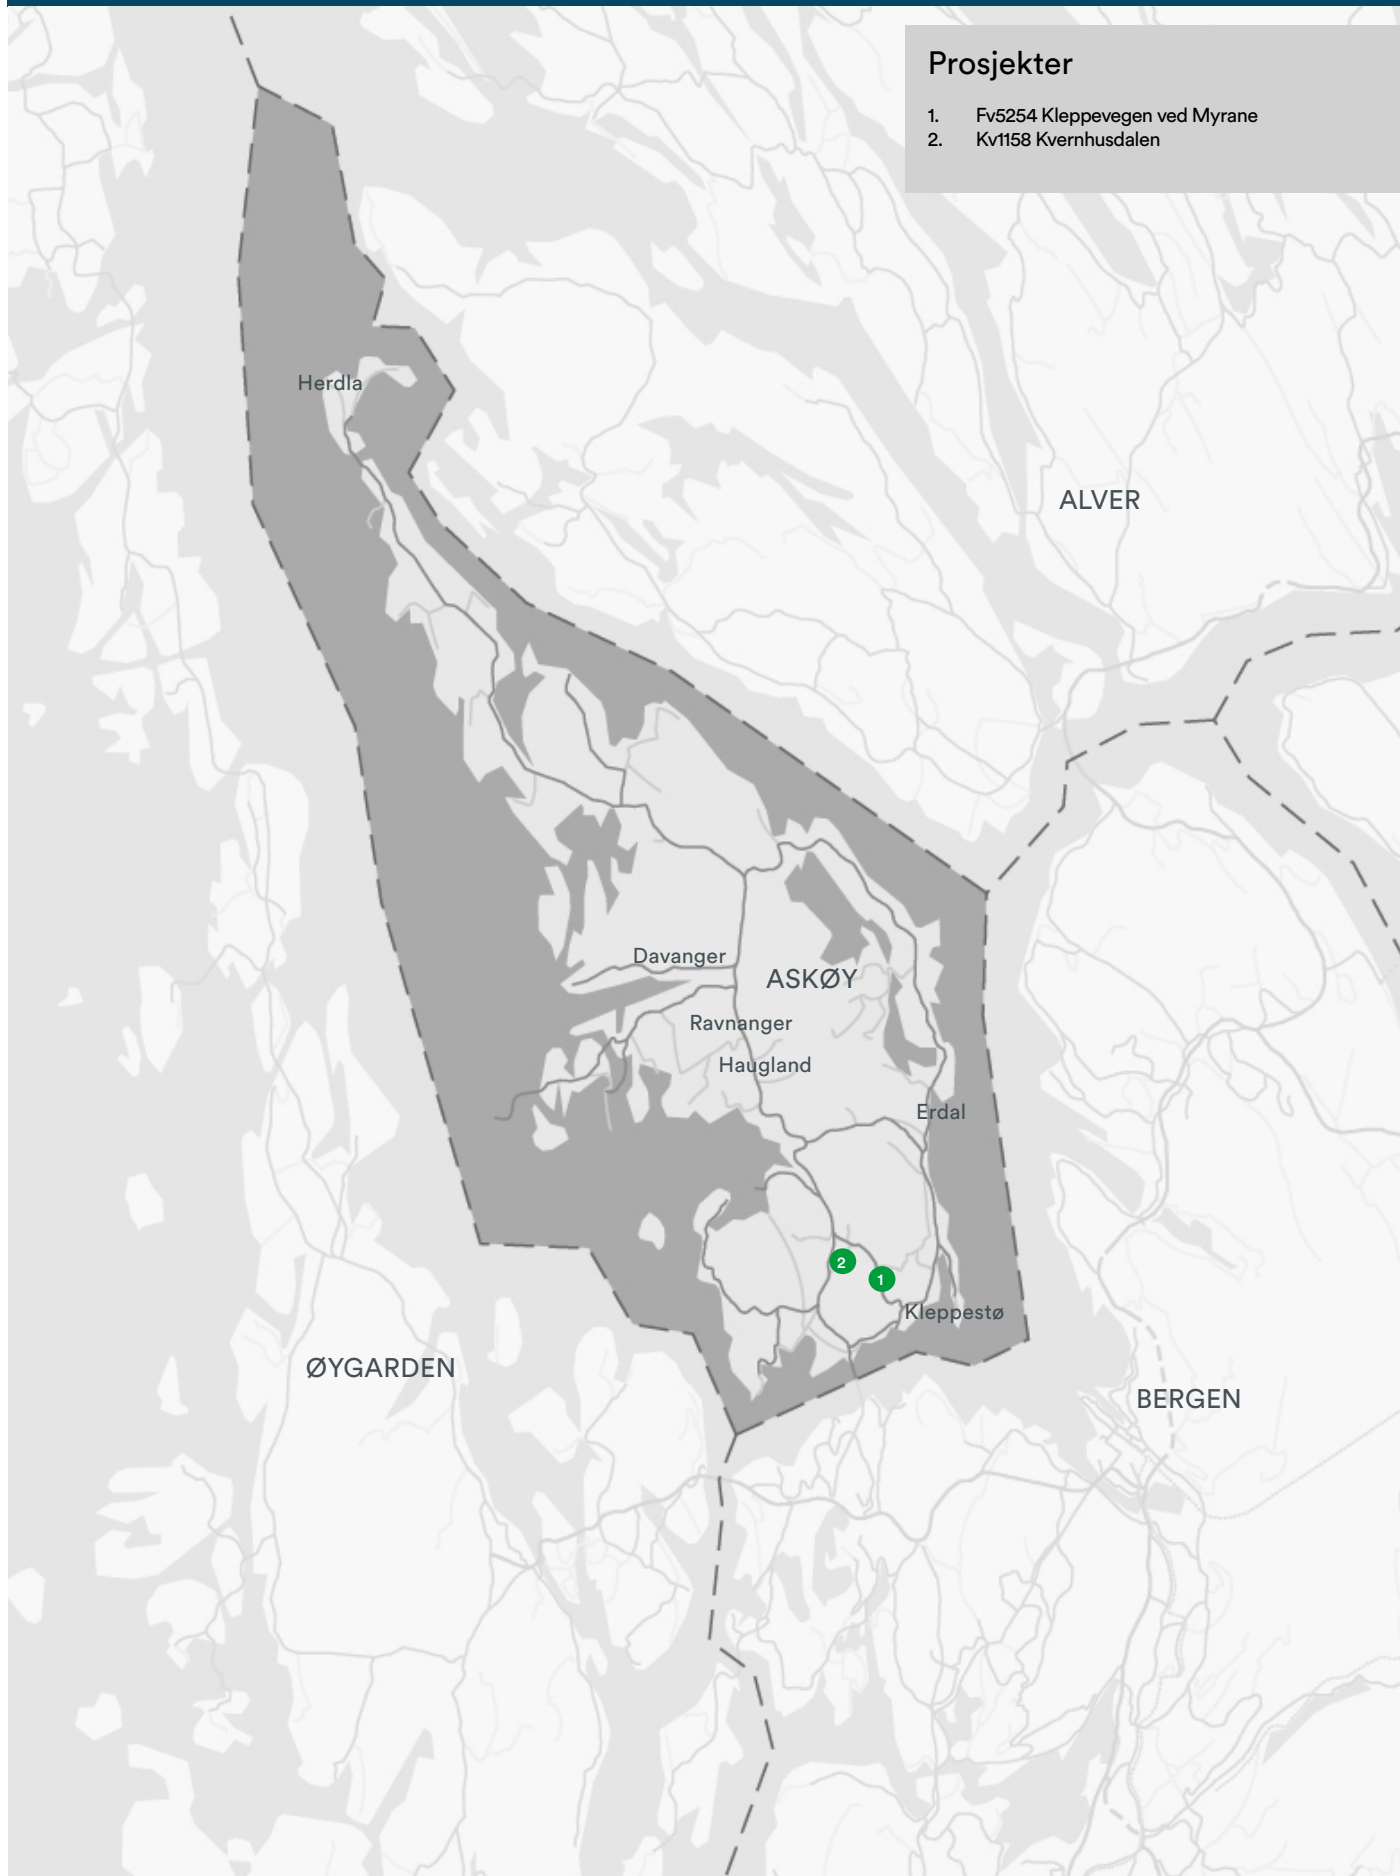 Prosjekter
1. Fv5254 Kleppevegen ved Myrane
2. Kv1158 Kvernhusdalen
Herdla
ALVER
Davanger
ASKØY
Ravnanger
Haugland
Erdal
2
1
Kleppestø
ØYGARDEN
BERGEN